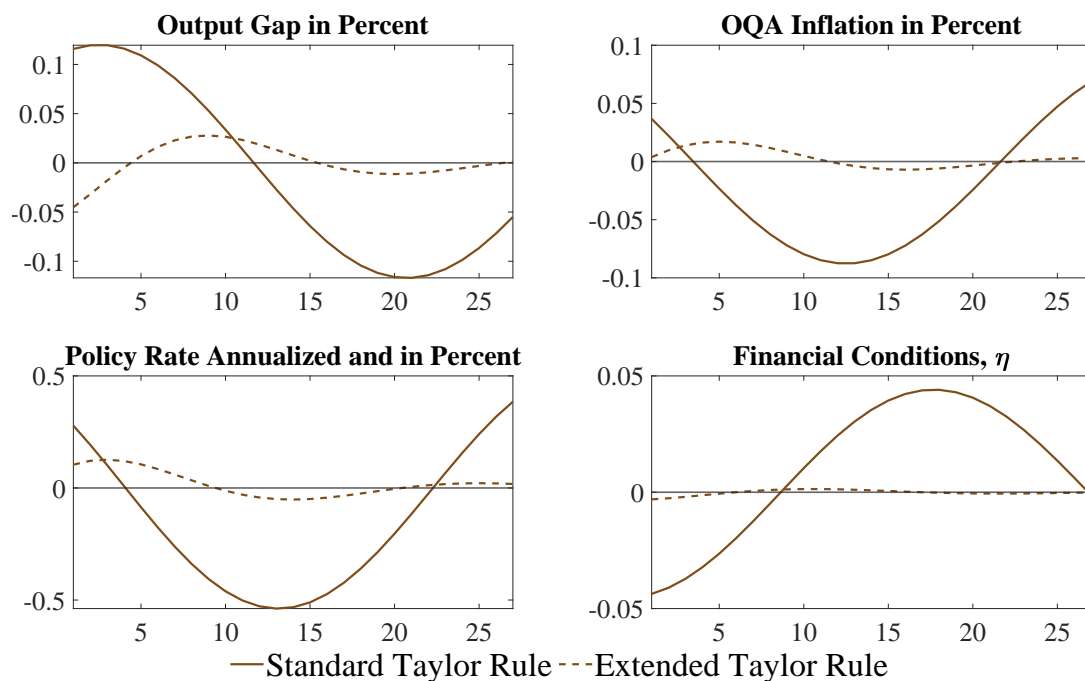 Output Gap in Percent
0.1
0.05
0
-0.05
-0.1
5 10 15 20 25
OQA Inflation in Percent
0.1
0.05
0
-0.05
-0.1
5 10 15 20 25
Policy Rate Annualized and in Percent
0.5
0
-0.5
5 10 15 20 25
Financial Conditions, η
0.05
0
-0.05
5 10 15 20 25
Standard Taylor Rule Extended Taylor Rule